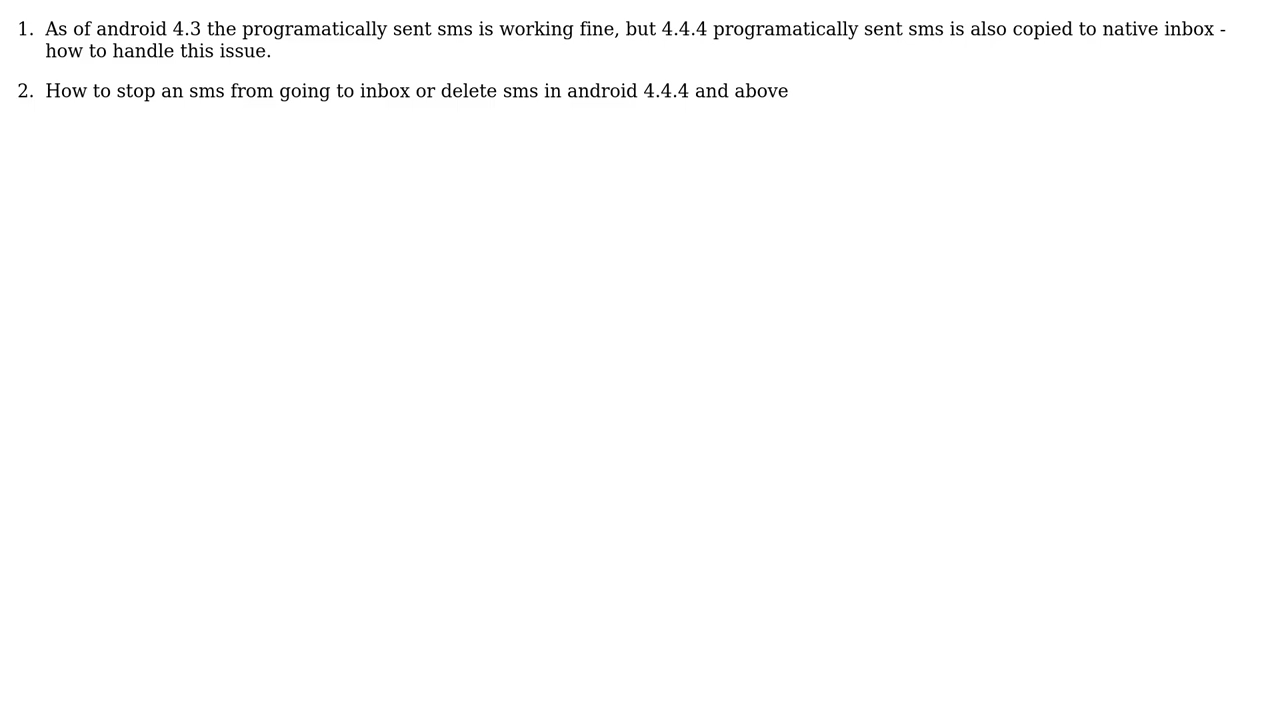 1. As of android 4.3 the programatically sent sms is working fine, but 4.4.4 programatically sent sms is also copied to native inbox -
how to handle this issue.
2. How to stop an sms from going to inbox or delete sms in android 4.4.4 and above